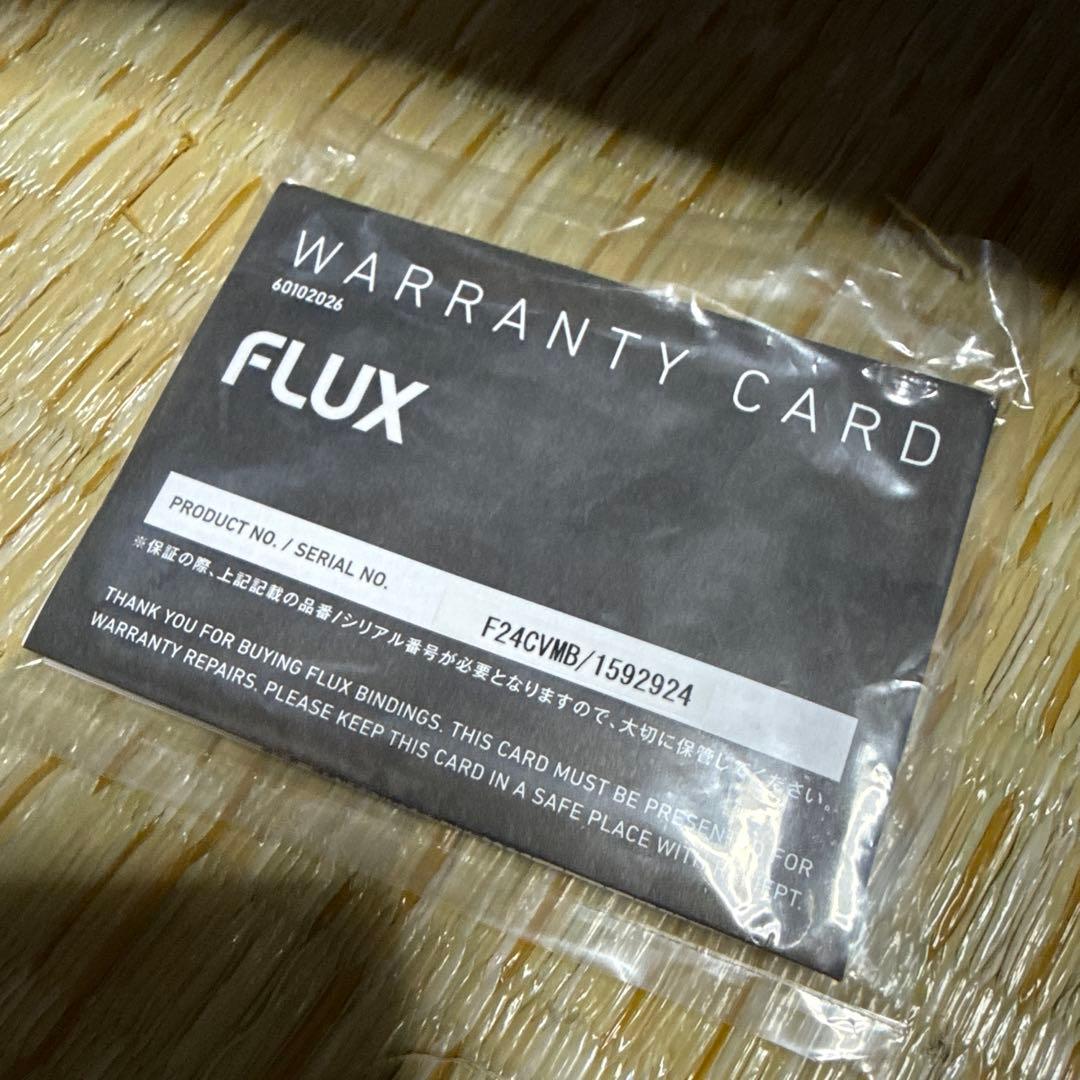 WARRANTY CARD
60102026
FLUX
PRODUCT NO. / SERIAL NO. F24CVMB/1592924
※保証の際、上記記載の品番/シリアル番号が必要となりますので、大切に保管してください。
THANK YOU FOR BUYING FLUX BINDINGS. THIS CARD MUST BE PRESENTED FOR
WARRANTY REPAIRS. PLEASE KEEP THIS CARD IN A SAFE PLACE WITH